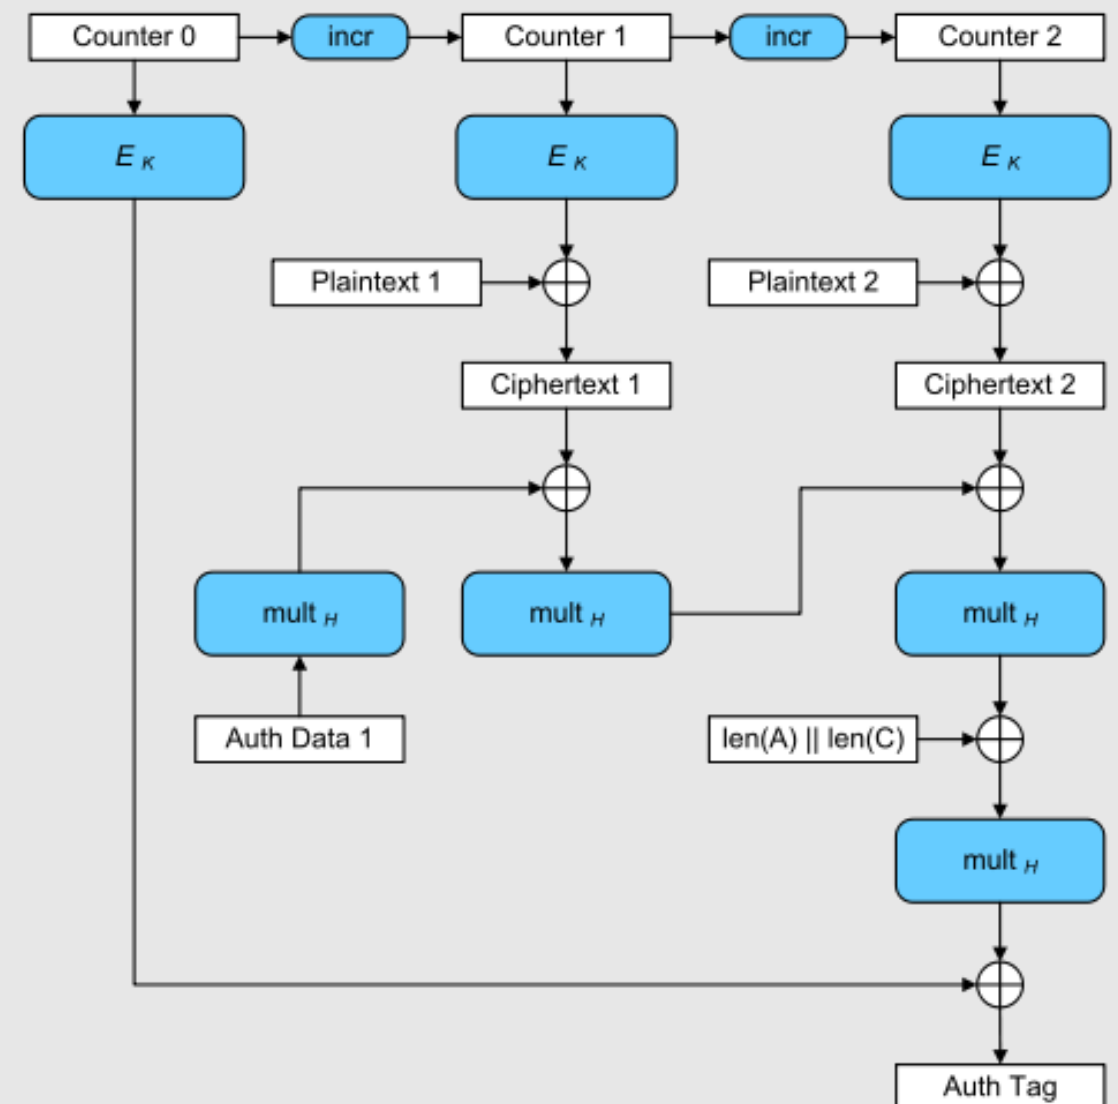 Counter 0
incr
Counter 1
incr
Counter 2
E K
E K
E K
Plaintext 1
Plaintext 2
Ciphertext 1
Ciphertext 2
mult H
mult H
mult H
Auth Data 1
len(A) || len(C)
mult H
Auth Tag